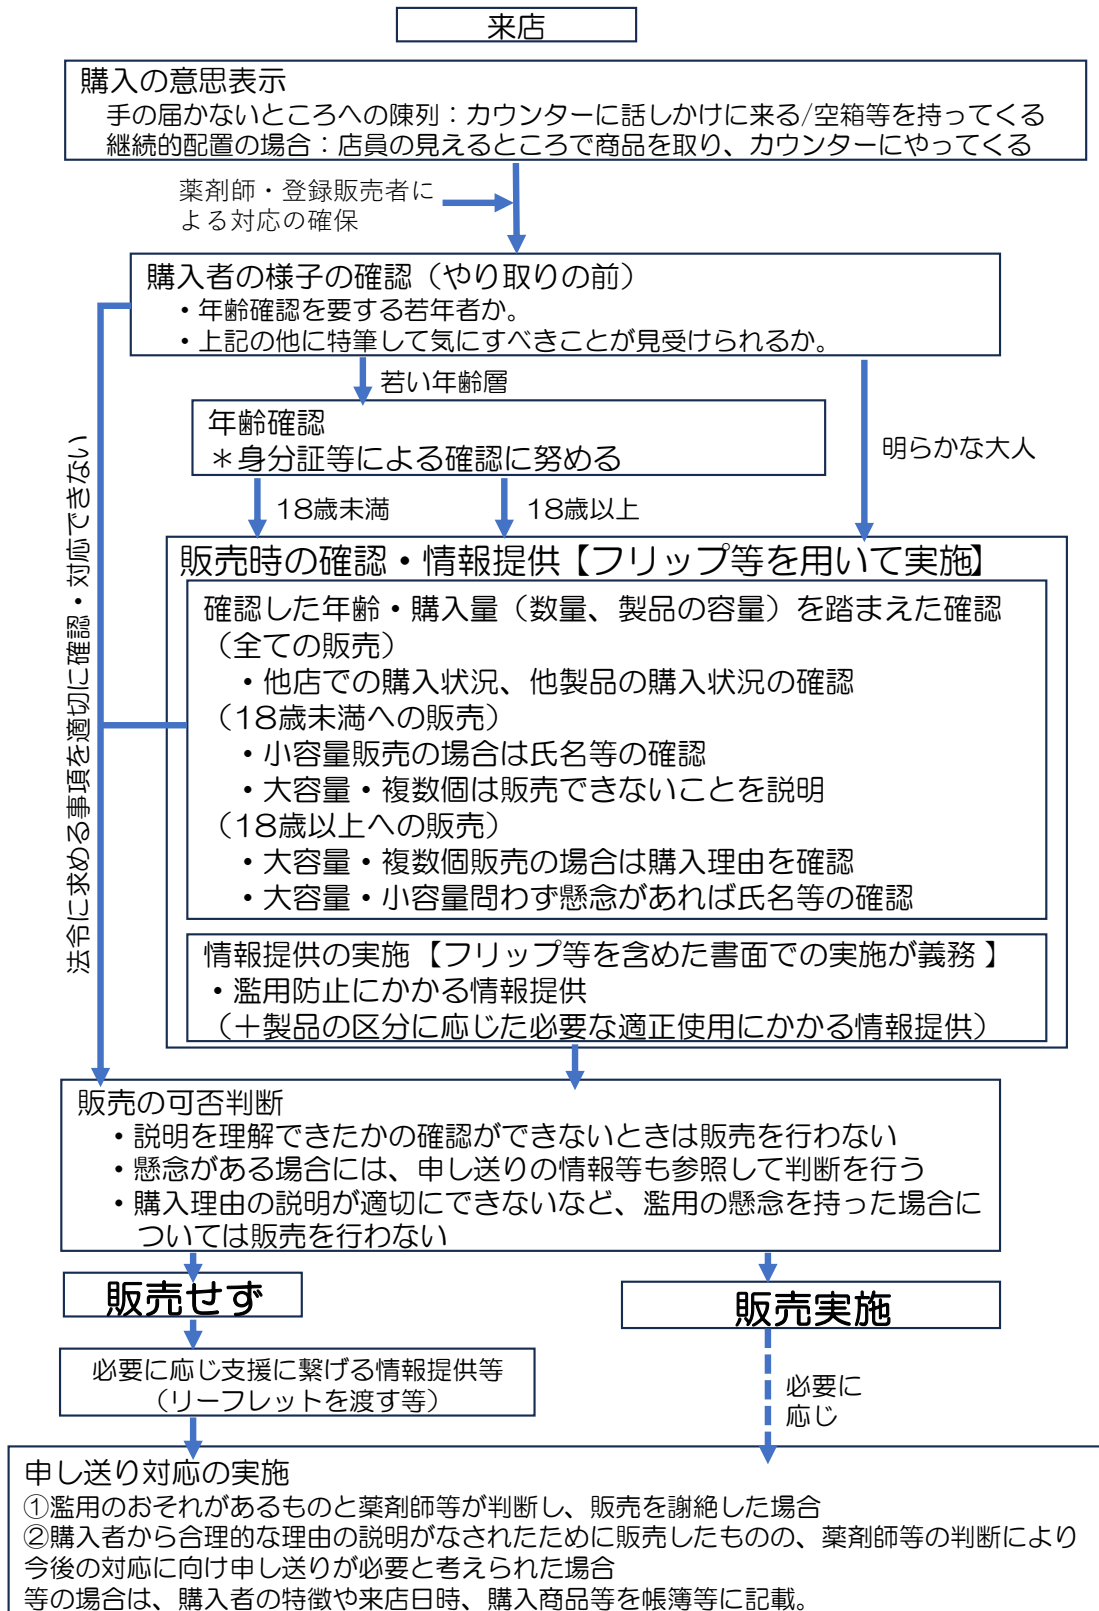 来店
購入の意思表示
手の届かないところへの陳列：カウンターに話しかけに来る/空箱等を持ってくる
継続的配置の場合：店員の見えるところで商品を取り、カウンターにやってくる
薬剤師・登録販売者に
よる対応の確保
購入者の様子の確認（やり取りの前）
・年齢確認を要する若年者か。
・上記の他に特筆して気にすべきことが見受けられるか。
若い年齢層
年齢確認
＊身分証等による確認に努める
明らかな大人
18歳未満
18歳以上
法令に求める事項を適切に確認・対応できない
販売時の確認・情報提供【フリップ等を用いて実施】
確認した年齢・購入量（数量、製品の容量）を踏まえた確認
（全ての販売）
・他店での購入状況、他製品の購入状況の確認
（18歳未満への販売）
・小容量販売の場合は氏名等の確認
・大容量・複数個は販売できないことを説明
（18歳以上への販売）
・大容量・複数個販売の場合は購入理由を確認
・大容量・小容量問わず懸念があれば氏名等の確認
情報提供の実施【フリップ等を含めた書面での実施が義務】
・濫用防止にかかる情報提供
（＋製品の区分に応じた必要な適正使用にかかる情報提供）
販売の可否判断
・説明を理解できたかの確認ができないときは販売を行わない
・懸念がある場合には、申し送りの情報等も参照して判断を行う
・購入理由の説明が適切にできないなど、濫用の懸念を持った場合に
ついては販売を行わない
販売せず
販売実施
必要に応じ支援に繋げる情報提供等
（リーフレットを渡す等）
必要に
応じ
申し送り対応の実施
①濫用のおそれがあるものと薬剤師等が判断し、販売を謝絶した場合
②購入者から合理的な理由の説明がなされたために販売したものの、薬剤師等の判断により
今後の対応に向け申し送りが必要と考えられた場合
等の場合は、購入者の特徴や来店日時、購入商品等を帳簿等に記載。